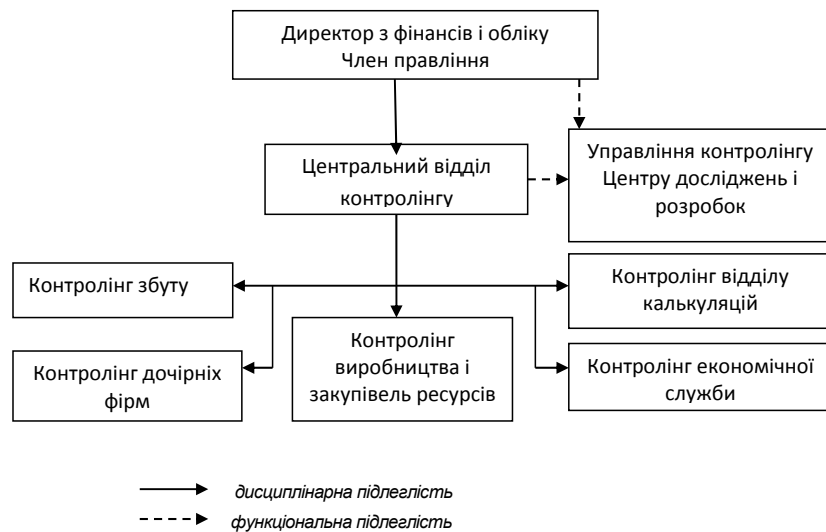 Директор з фінансів і обліку
Член правління
Центральний відділ
контролінгу
Управління контролінгу
Центру досліджень і
розробок
Контролінг збуту
Контролінг відділу
калькуляцій
Контролінг
виробництва і
закупівель ресурсів
Контролінг дочірніх
фірм
Контролінг економічної
служби
дисциплінарна підлеглість
функціональна підлеглість